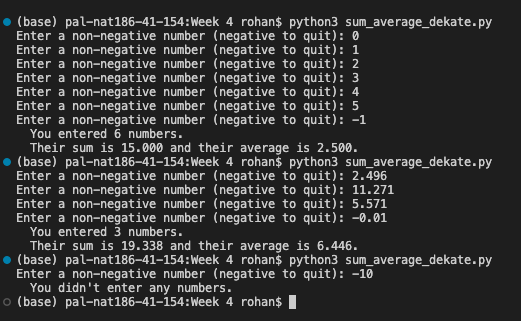 (base) pal-nat186-41-154:Week 4 rohan$ python3 sum_average_dekate.py
Enter a non-negative number (negative to quit): 0
Enter a non-negative number (negative to quit): 1
Enter a non-negative number (negative to quit): 2
Enter a non-negative number (negative to quit): 3
Enter a non-negative number (negative to quit): 4
Enter a non-negative number (negative to quit): 5
Enter a non-negative number (negative to quit): -1
  You entered 6 numbers.
  Their sum is 15.000 and their average is 2.500.
(base) pal-nat186-41-154:Week 4 rohan$ python3 sum_average_dekate.py
Enter a non-negative number (negative to quit): 2.496
Enter a non-negative number (negative to quit): 11.271
Enter a non-negative number (negative to quit): 5.571
Enter a non-negative number (negative to quit): -0.01
  You entered 3 numbers.
  Their sum is 19.338 and their average is 6.446.
(base) pal-nat186-41-154:Week 4 rohan$ python3 sum_average_dekate.py
Enter a non-negative number (negative to quit): -10
  You didn't enter any numbers.
(base) pal-nat186-41-154:Week 4 rohan$